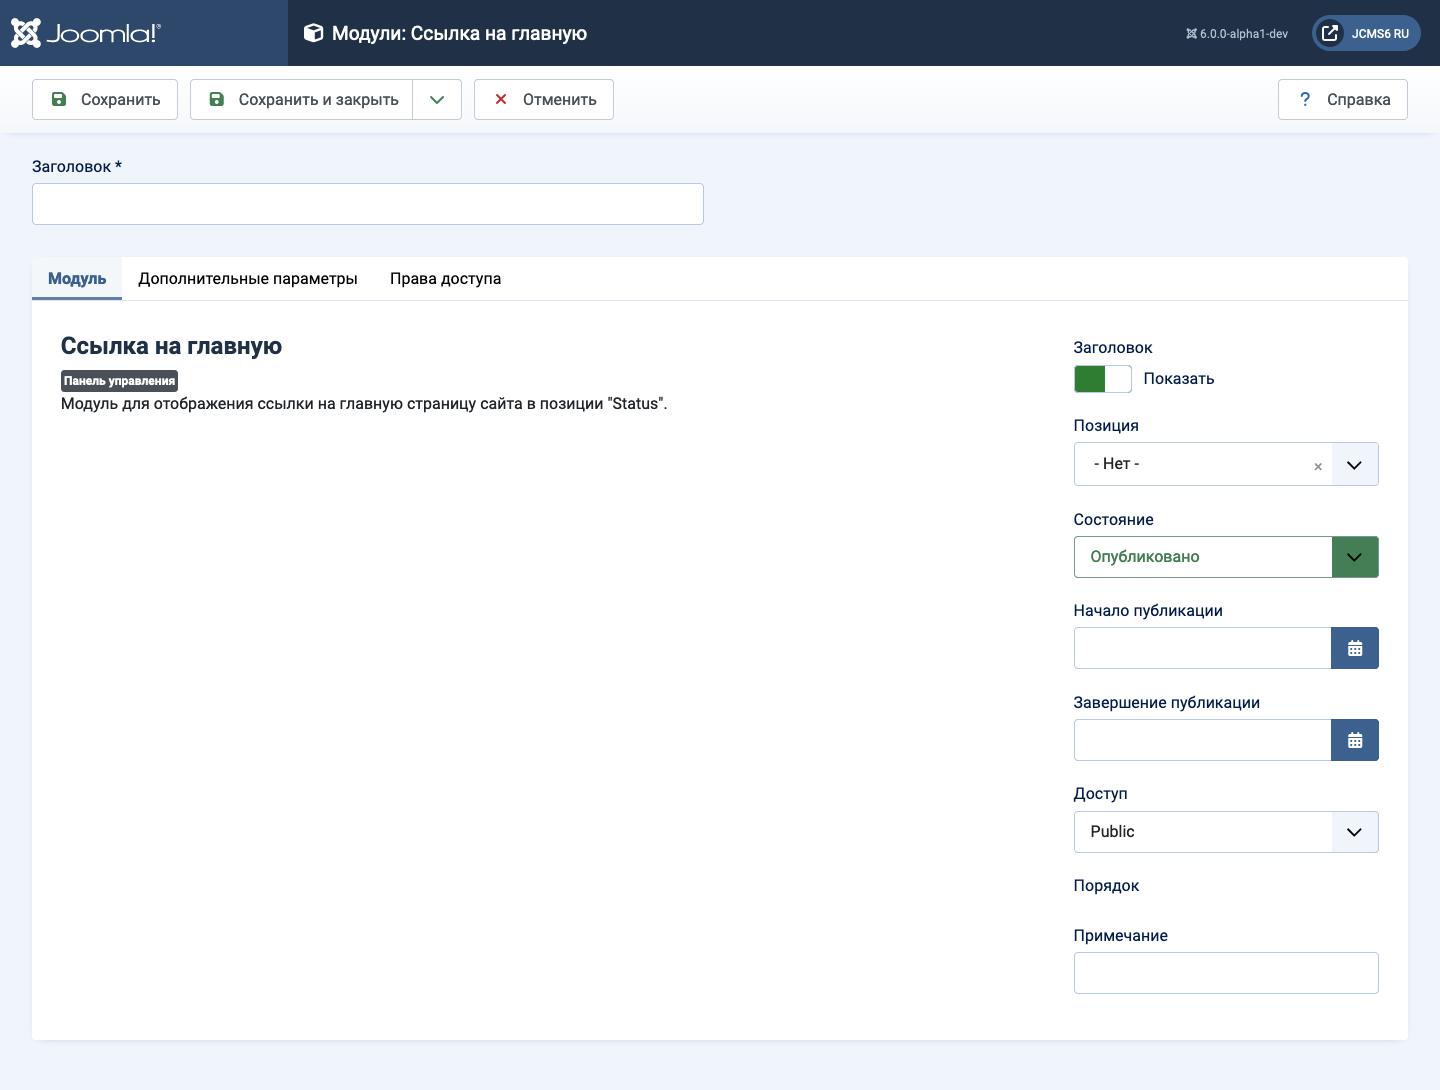 Joomla!®
Модули: Ссылка на главную
6.0.0-alpha1-dev
JCMS6 RU
Сохранить
Сохранить и закрыть
Отменить
? Справка
Заголовок *
Модуль
Дополнительные параметры
Права доступа
Ссылка на главную
Панель управления
Модуль для отображения ссылки на главную страницу сайта в позиции "Status".
Заголовок
Показать
Позиция
- Нет -
×
Состояние
Опубликовано
Начало публикации
Завершение публикации
Доступ
Public
Порядок
Примечание